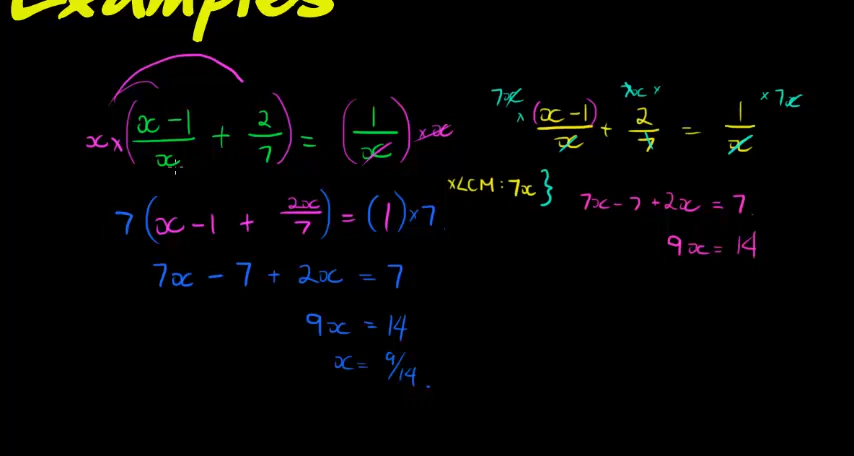 Examples
x × ( (x − 1)/x + 2/7 ) = ( 1/x ) × x
7 ( x − 1 + 2x/7 ) = ( 1 ) × 7
7x − 7 + 2x = 7
9x = 14
x = 9/14 .
7x × (x − 1)/x + 7x × 2/7 = 1/x × 7x
×LCM : 7x }
7x − 7 + 2x = 7
9x = 14